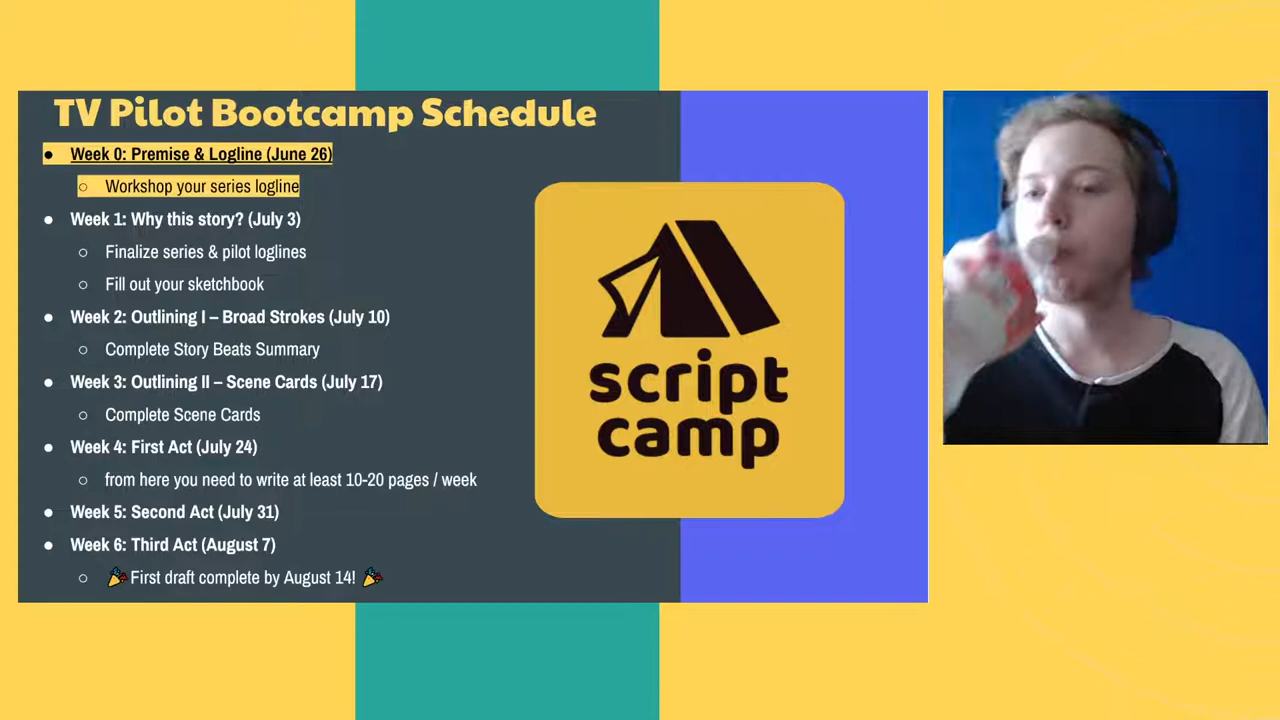 TV Pilot Bootcamp Schedule
● Week 0: Premise & Logline (June 26)
○ Workshop your series logline
● Week 1: Why this story? (July 3)
○ Finalize series & pilot loglines
○ Fill out your sketchbook
● Week 2: Outlining I – Broad Strokes (July 10)
○ Complete Story Beats Summary
● Week 3: Outlining II – Scene Cards (July 17)
○ Complete Scene Cards
● Week 4: First Act (July 24)
○ from here you need to write at least 10-20 pages / week
● Week 5: Second Act (July 31)
● Week 6: Third Act (August 7)
○ 🎉 First draft complete by August 14! 🎉
script
camp